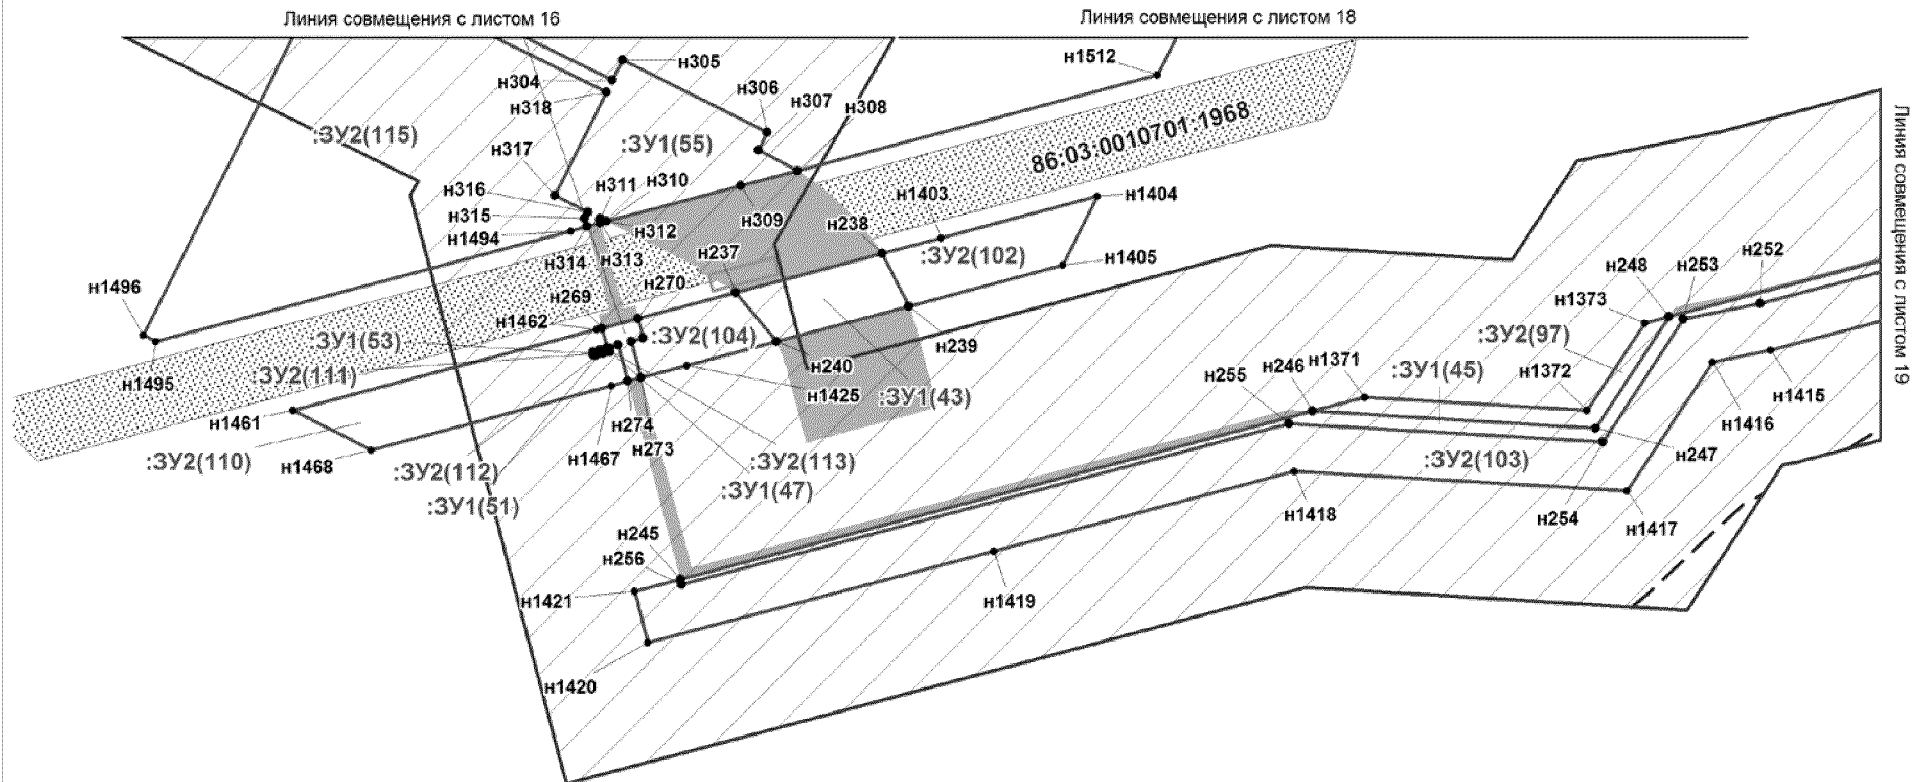 Линия совмещения с листом 16
Линия совмещения с листом 18
н305
н1512
н304
н306
н307
н308
н318
:ЗУ2(115)
:ЗУ1(55)
86:03:0010701:1968
Линия совмещения с листом 19
н317
н316
н311
н310
н1403
н1404
н315
н309
н238
н1494
н312
н237
:ЗУ2(102)
н1405
н314
н313
н270
н252
н248
н253
н1496
н269
н1373
н1462
:ЗУ1(53)
:ЗУ2(104)
н239
:ЗУ2(97)
н1495
:ЗУ2(111)
н240
н246
н1371
н255
:ЗУ1(45)
н1372
н1425
:ЗУ1(43)
н1415
н1461
н274
н1416
н273
н247
:ЗУ2(110)
н1468
н1467
:ЗУ2(112)
:ЗУ2(113)
:ЗУ2(103)
:ЗУ1(47)
:ЗУ1(51)
н1418
н254
н1417
н245
н256
н1421
н1419
н1420